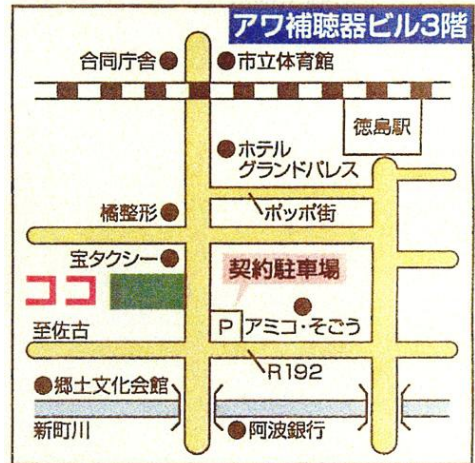 アワ補聴器ビル3階
合同庁舎
市立体育館
徳島駅
ホテル
グランドパレス
橘整形
ポッポ街
宝タクシー
契約駐車場
ココ
至佐古
P
アミコ・そごう
R192
郷土文化会館
新町川
阿波銀行